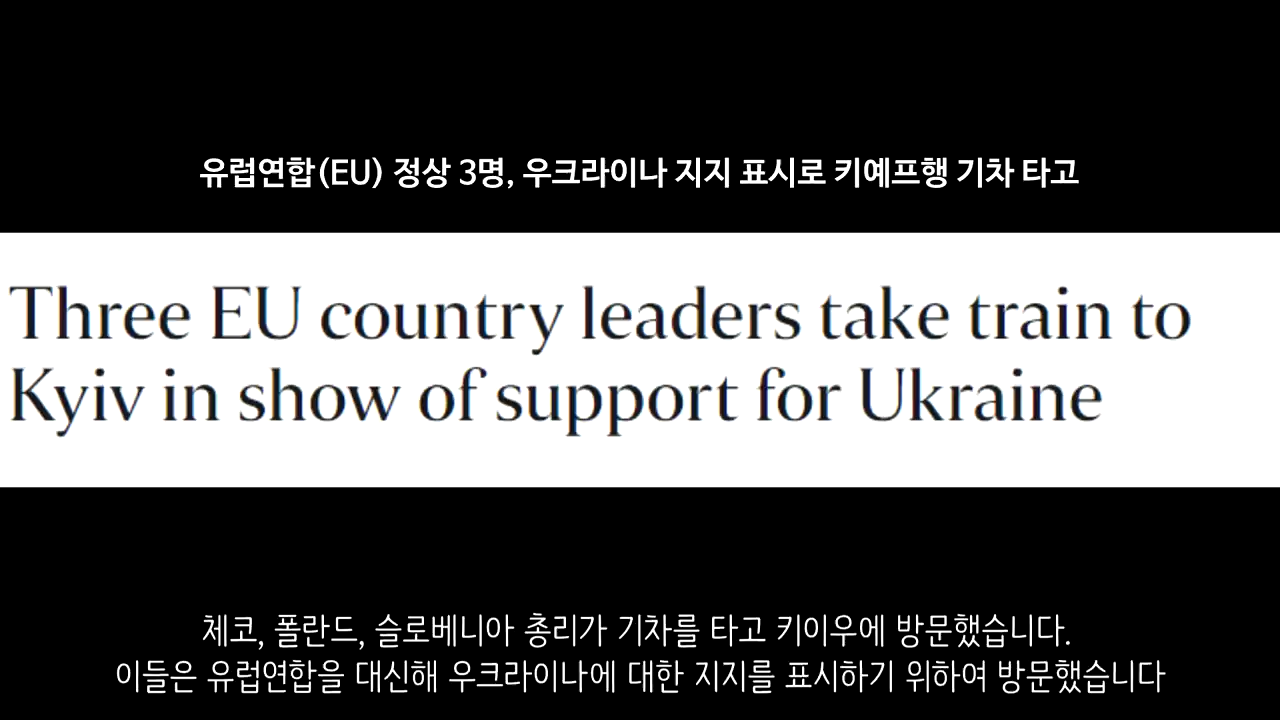 유럽연합(EU) 정상 3명, 우크라이나 지지 표시로 키예프행 기차 타고
Three EU country leaders take train to
Kyiv in show of support for Ukraine
체코, 폴란드, 슬로베니아 총리가 기차를 타고 키이우에 방문했습니다.
이들은 유럽연합을 대신해 우크라이나에 대한 지지를 표시하기 위하여 방문했습니다